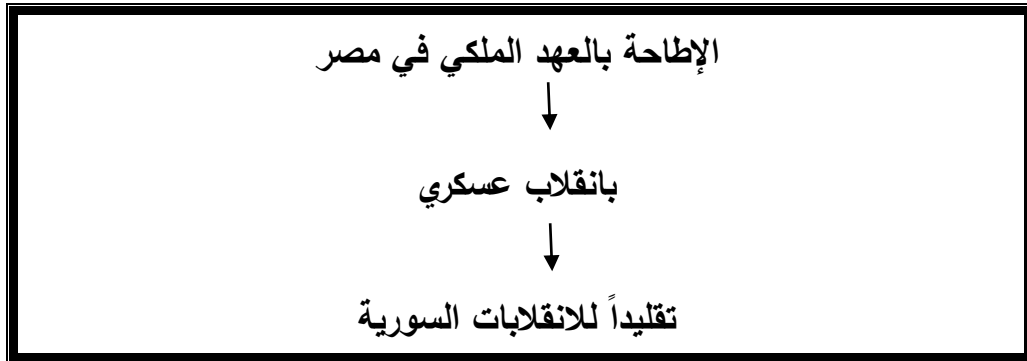 الإطاحة بالعهد الملكي في مصر
بانقلاب عسكري
تقليداً للانقلابات السورية